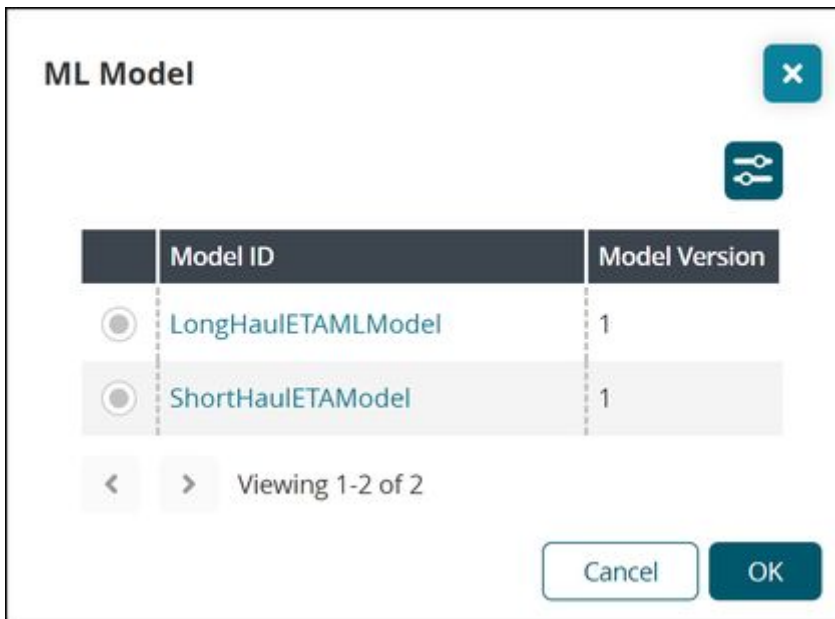 ML Model
Model ID Model Version
LongHaulETAMLModel 1
ShortHaulETAModel 1
Viewing 1-2 of 2
Cancel OK